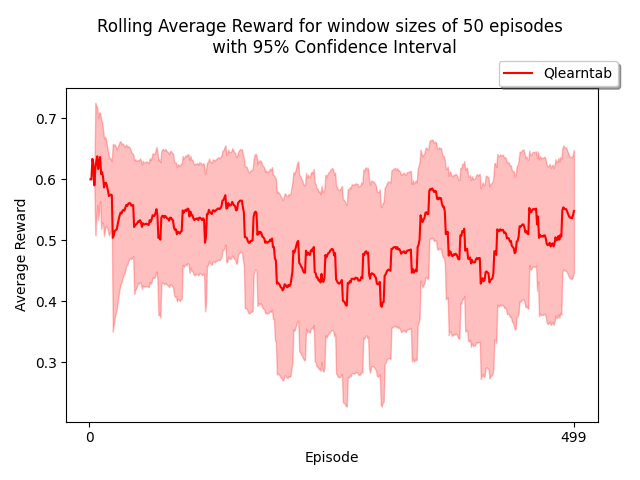 Rolling Average Reward for window sizes of 50 episodes
with 95% Confidence Interval
Qlearntab
0.7
0.6
0.5
0.4
0.3
Average Reward
0
499
Episode